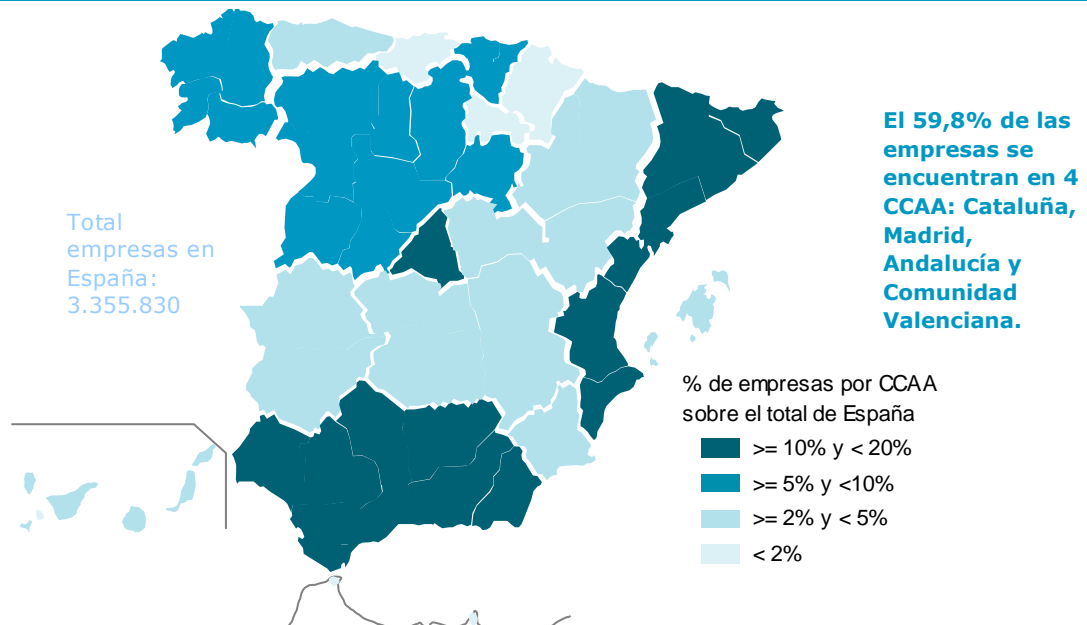 Total
empresas en
España:
3.355.830
El 59,8% de las
empresas se
encuentran en 4
CCAA: Cataluña,
Madrid,
Andalucía y
Comunidad
Valenciana.
% de empresas por CCAA
sobre el total de España
>= 10% y < 20%
>= 5% y <10%
>= 2% y < 5%
< 2%